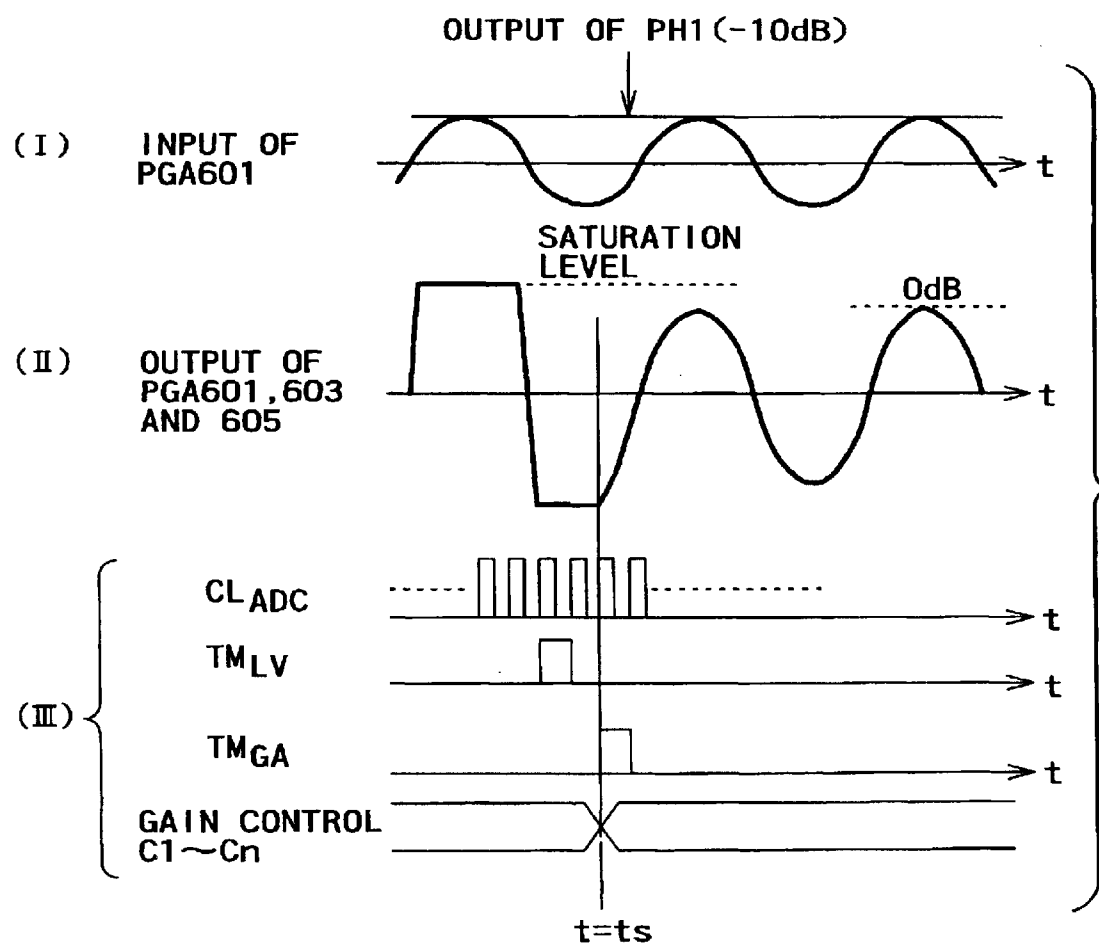 OUTPUT OF PH1(-10dB)
(I) INPUT OF
PGA601
t
SATURATION
LEVEL
0dB
(II) OUTPUT OF
PGA601,603
AND 605
t
CLADC
t
TMLV
t
(III)
TMGA
t
GAIN CONTROL
C1~Cn
t=ts